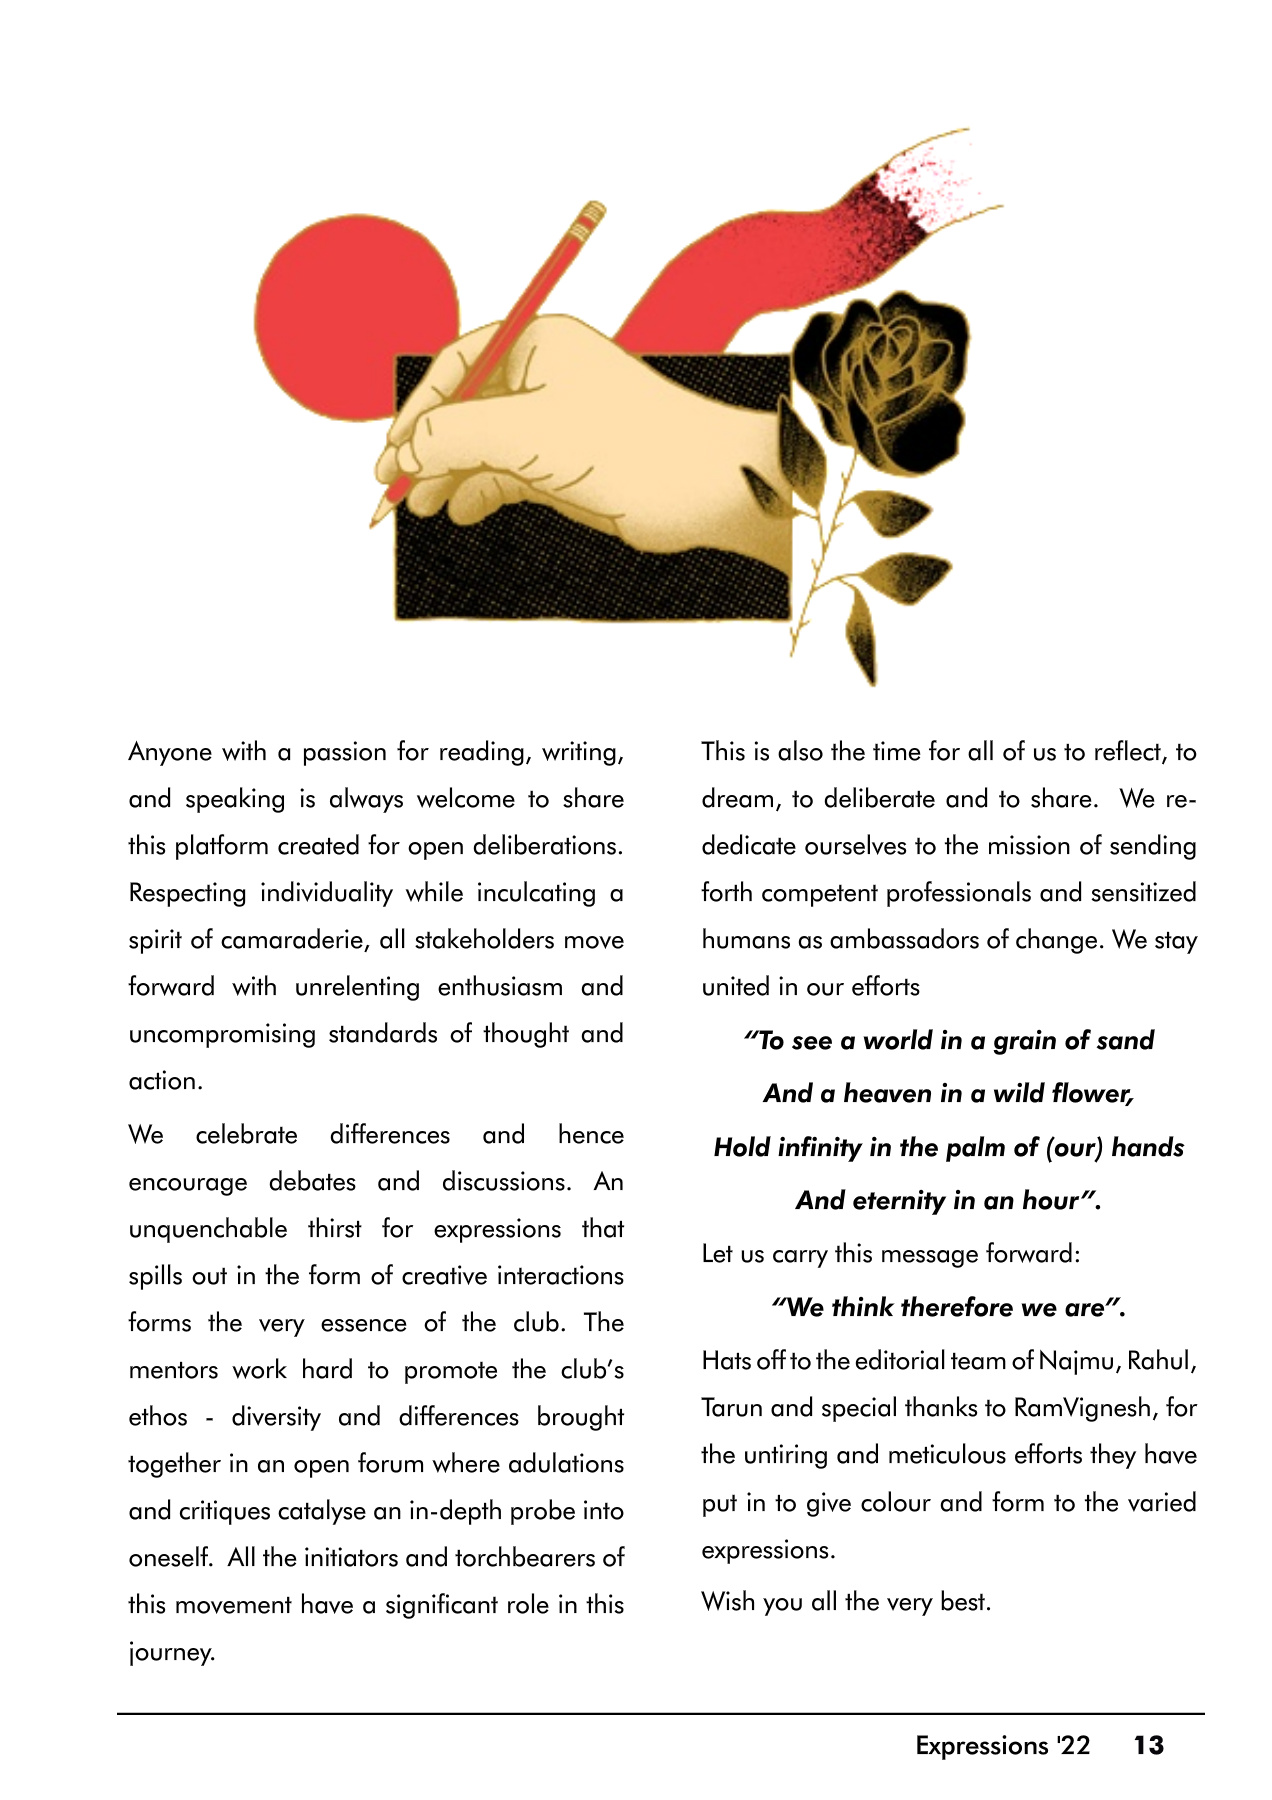 Anyone with a passion for reading, writing,
and speaking is always welcome to share
this platform created for open deliberations.
Respecting individuality while inculcating a
spirit of camaraderie, all stakeholders move
forward with unrelenting enthusiasm and
uncompromising standards of thought and
action.
We celebrate differences and hence
encourage debates and discussions. An
unquenchable thirst for expressions that
spills out in the form of creative interactions
forms the very essence of the club. The
mentors work hard to promote the club's
ethos - diversity and differences brought
together in an open forum where adulations
and critiques catalyse an in-depth probe into
oneself.  All the initiators and torchbearers of
this movement have a significant role in this
journey.
This is also the time for all of us to reflect, to
dream, to deliberate and to share.  We re-
dedicate ourselves to the mission of sending
forth competent professionals and sensitized
humans as ambassadors of change. We stay
united in our efforts
“To see a world in a grain of sand
And a heaven in a wild flower,
Hold infinity in the palm of (our) hands
And eternity in an hour”.
Let us carry this message forward:
“We think therefore we are”.
Hats off to the editorial team of Najmu, Rahul,
Tarun and special thanks to RamVignesh, for
the untiring and meticulous efforts they have
put in to give colour and form to the varied
expressions.
Wish you all the very best.
Expressions '22 13